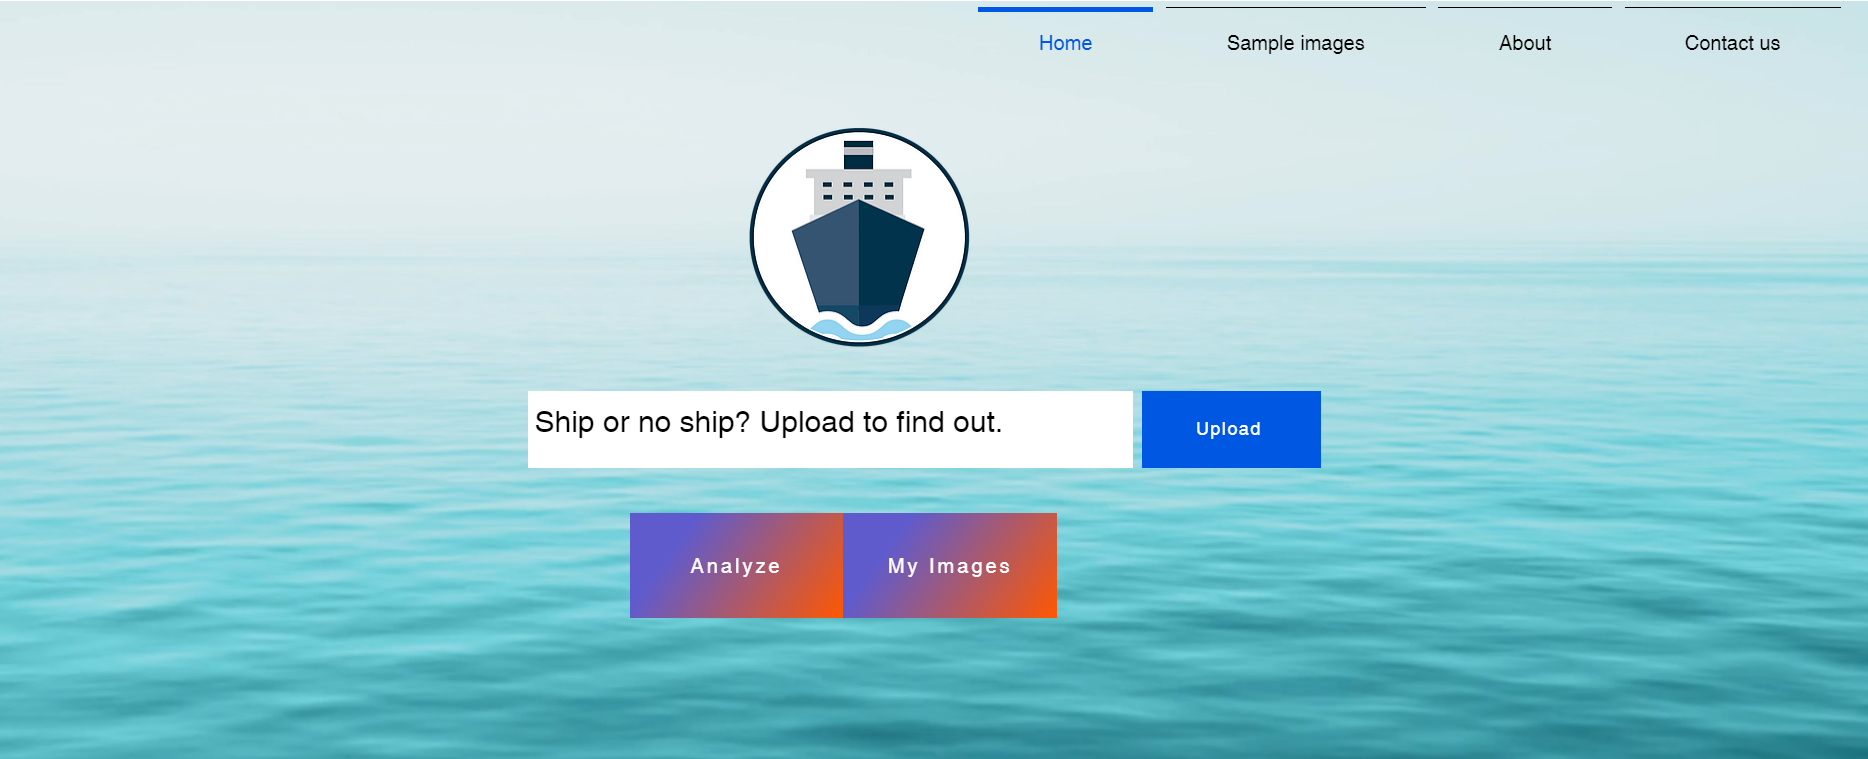 Home Sample images About Contact us
Ship or no ship? Upload to find out.
Upload
Analyze My Images